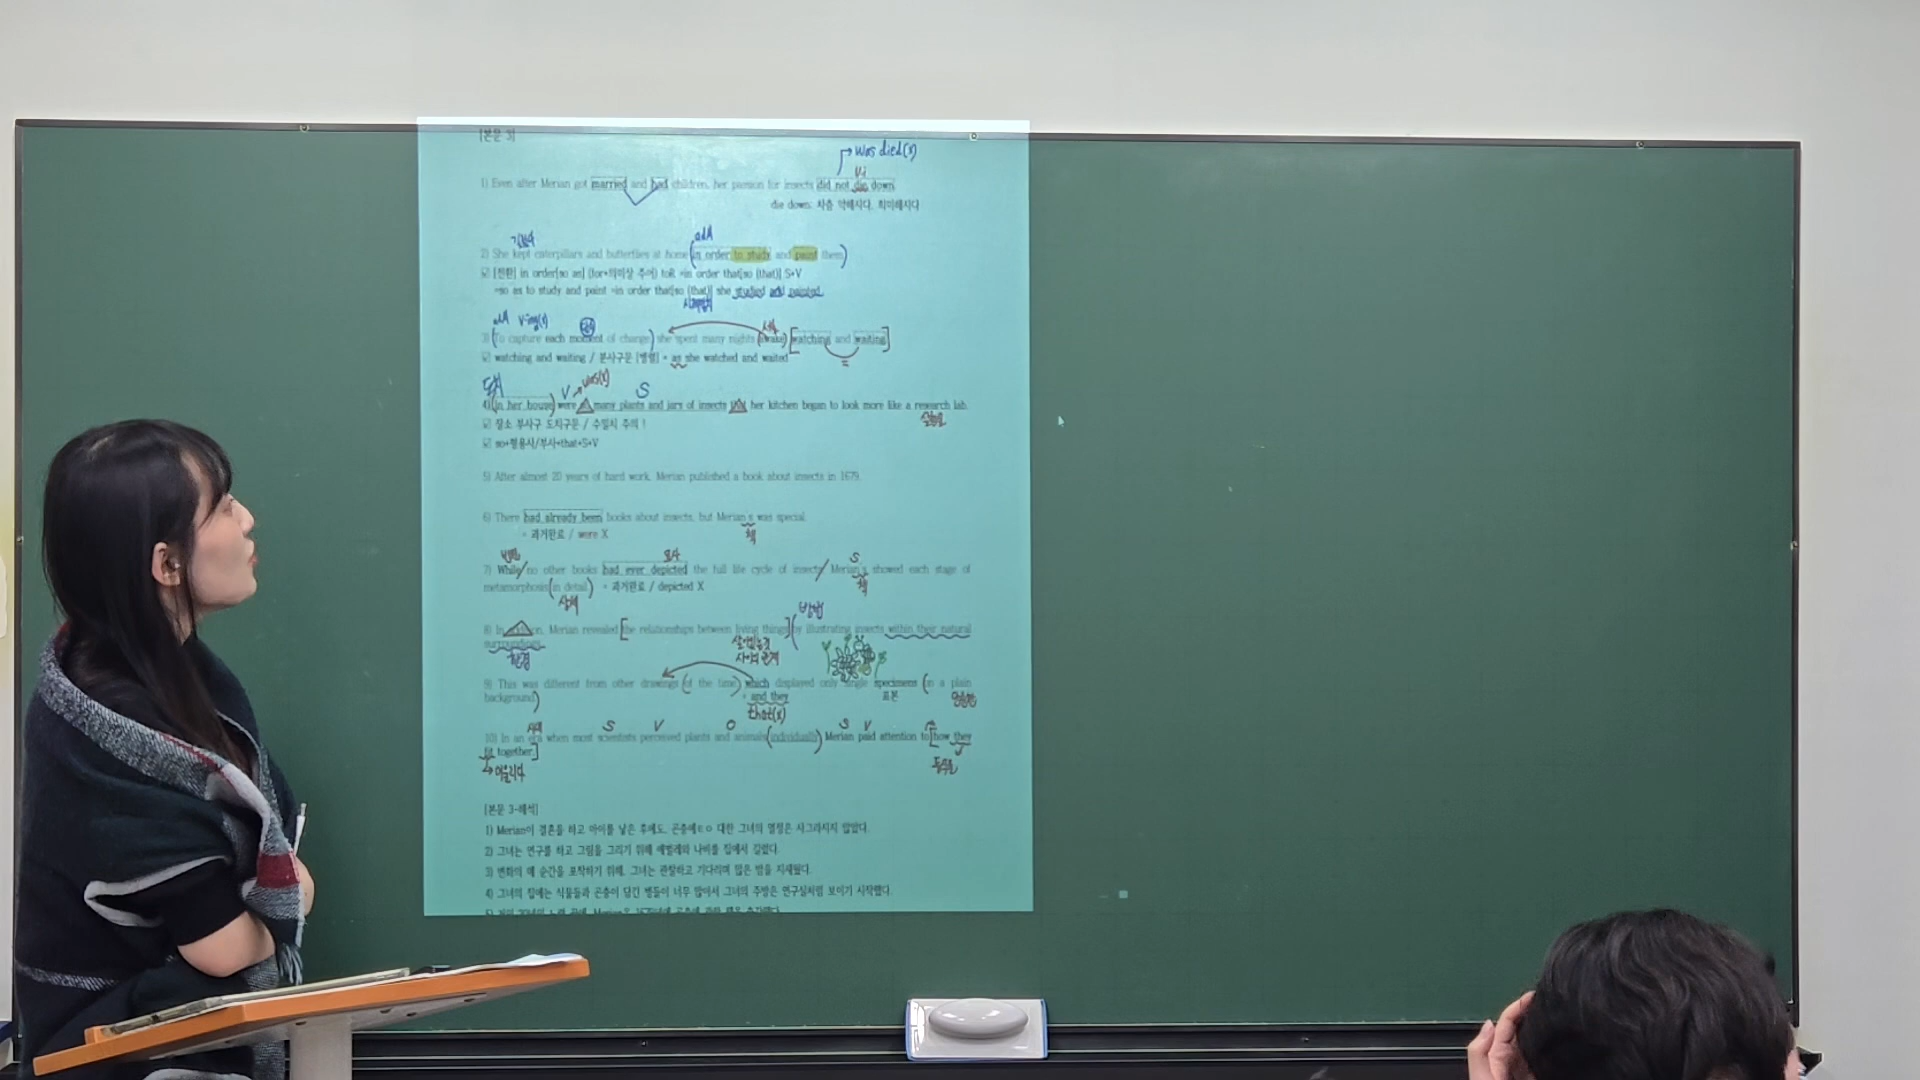 [본문 3]
was died(x)
Vi
1) Even after Merian got married and had children, her passion for insects did not die down.
die down: 차츰 약해지다, 희미해지다
2) She kept caterpillars and butterflies at home in order to study and paint them)
☑ [전환] in order[so as] (for+의미상 주어) toR =in order that[so (that)] S+V
=so as to study and paint =in order that[so (that)] she studied and painted
V-ing(x)
3) (To capture each moment of change) she spent many nights (awake) [watching and waiting]
☑ watching and waiting / 분사구문 [병렬] = as she watched and waited
=
V → was(x) S
4) (In her house) were many plants and jars of insects her kitchen began to look more like a research lab.
☑ 장소 부사구 도치구문 / 수일치 주의 !
☑ so+형용사/부사+that+S+V
5) After almost 20 years of hard work, Merian published a book about insects in 1679.
6) There had already been books about insects, but Merian's was special.
= 과거완료 / were X
책
S
7) While/no other books had ever depicted the full life cycle of insects/ Merian's showed each stage of
metamorphosis(in detail) = 과거완료 / depicted X
책
방법
8) In addition, Merian revealed [the relationships between living things] (by illustrating insects within their natural
surroundings.
환경
9) This was different from other drawings (of the time) which displayed only single specimens (in a plain
background)
= and they
표본
that(x)
시대 S V O S V
10) In an era when most scientists perceived plants and animals (individually) Merian paid attention to [how they
fit together]
→ 어울리다
[본문 3-해석]
1) Merian이 결혼을 하고 아이를 낳은 후에도, 곤충에ㅌㅇ 대한 그녀의 열정은 사그라지지 않았다.
2) 그녀는 연구를 하고 그림을 그리기 위해 애벌레와 나비를 집에서 길렀다.
3) 변화의 매 순간을 포착하기 위해, 그녀는 관찰하고 기다리며 많은 밤을 지새웠다.
4) 그녀의 집에는 식물들과 곤충이 담긴 병들이 너무 많아서 그녀의 주방은 연구실처럼 보이기 시작했다.